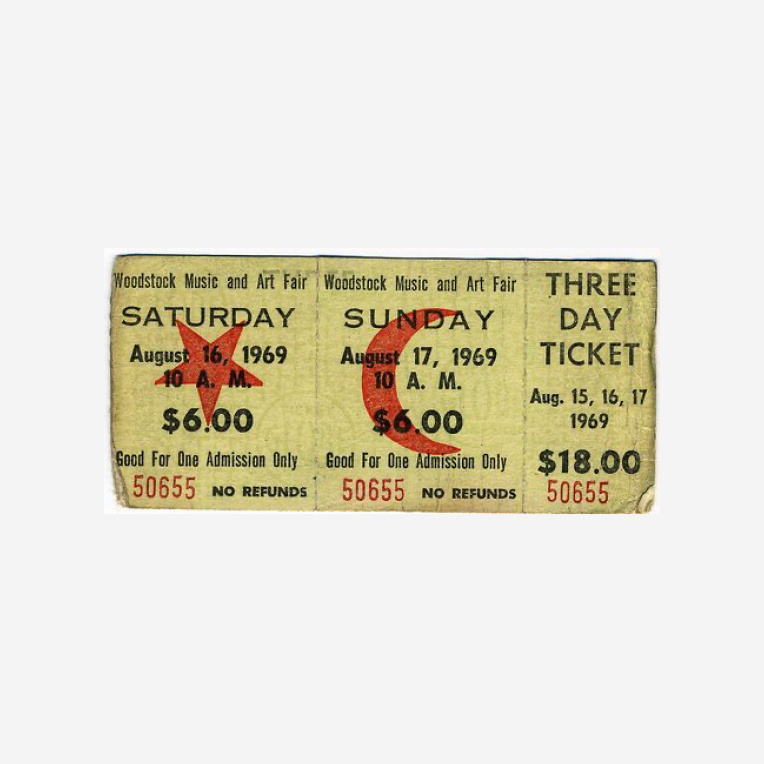 Woodstock Music and Art Fair
SATURDAY
August 16, 1969
10 A. M.
$6.00
Good For One Admission Only
50655 NO REFUNDS
Woodstock Music and Art Fair
SUNDAY
August 17, 1969
10 A. M.
$6.00
Good For One Admission Only
50655 NO REFUNDS
THREE
DAY
TICKET
Aug. 15, 16, 17
1969
$18.00
50655